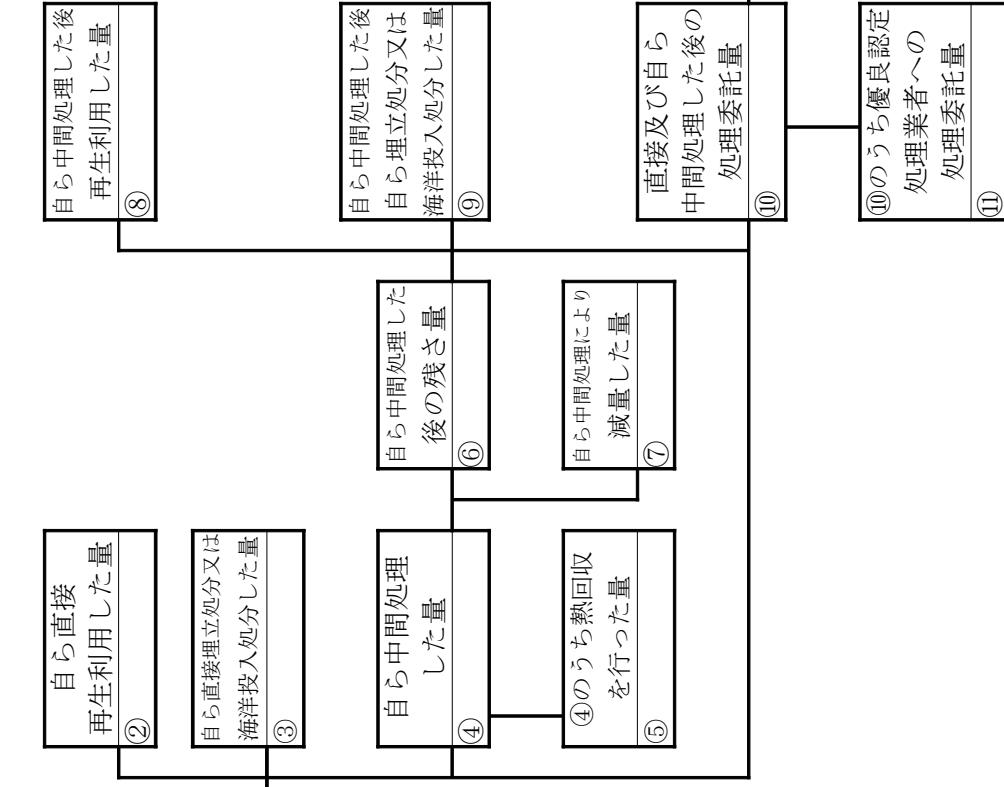 自ら直接
再生利用した量
②
自ら直接埋立処分又は
海洋投入処分した量
③
自ら中間処理
した量
④
④のうち熱回収
を行った量
⑤
自ら中間処理した
後の残さ量
⑥
自ら中間処理により
減量した量
⑦
自ら中間処理した後
再生利用した量
⑧
自ら中間処理した後
自ら埋立処分又は
海洋投入処分した量
⑨
直接及び自ら
中間処理した後の
処理委託量
⑩
⑩のうち優良認定
処理業者への
処理委託量
⑪